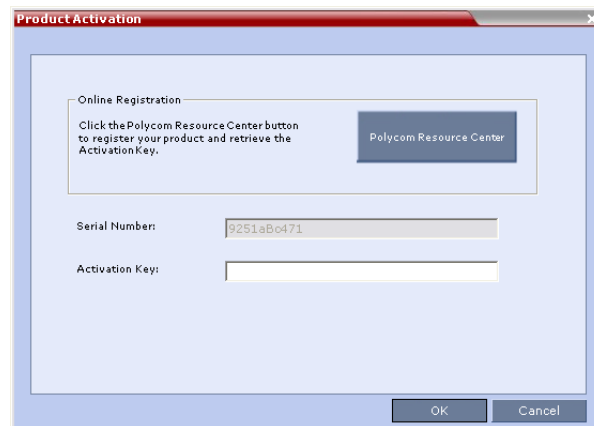 Product Activation
x
Online Registration
Click the Polycom Resource Center button
to register your product and retrieve the
Activation Key.
Polycom Resource Center
Serial Number:
9251aBc471
Activation Key:
OK
Cancel